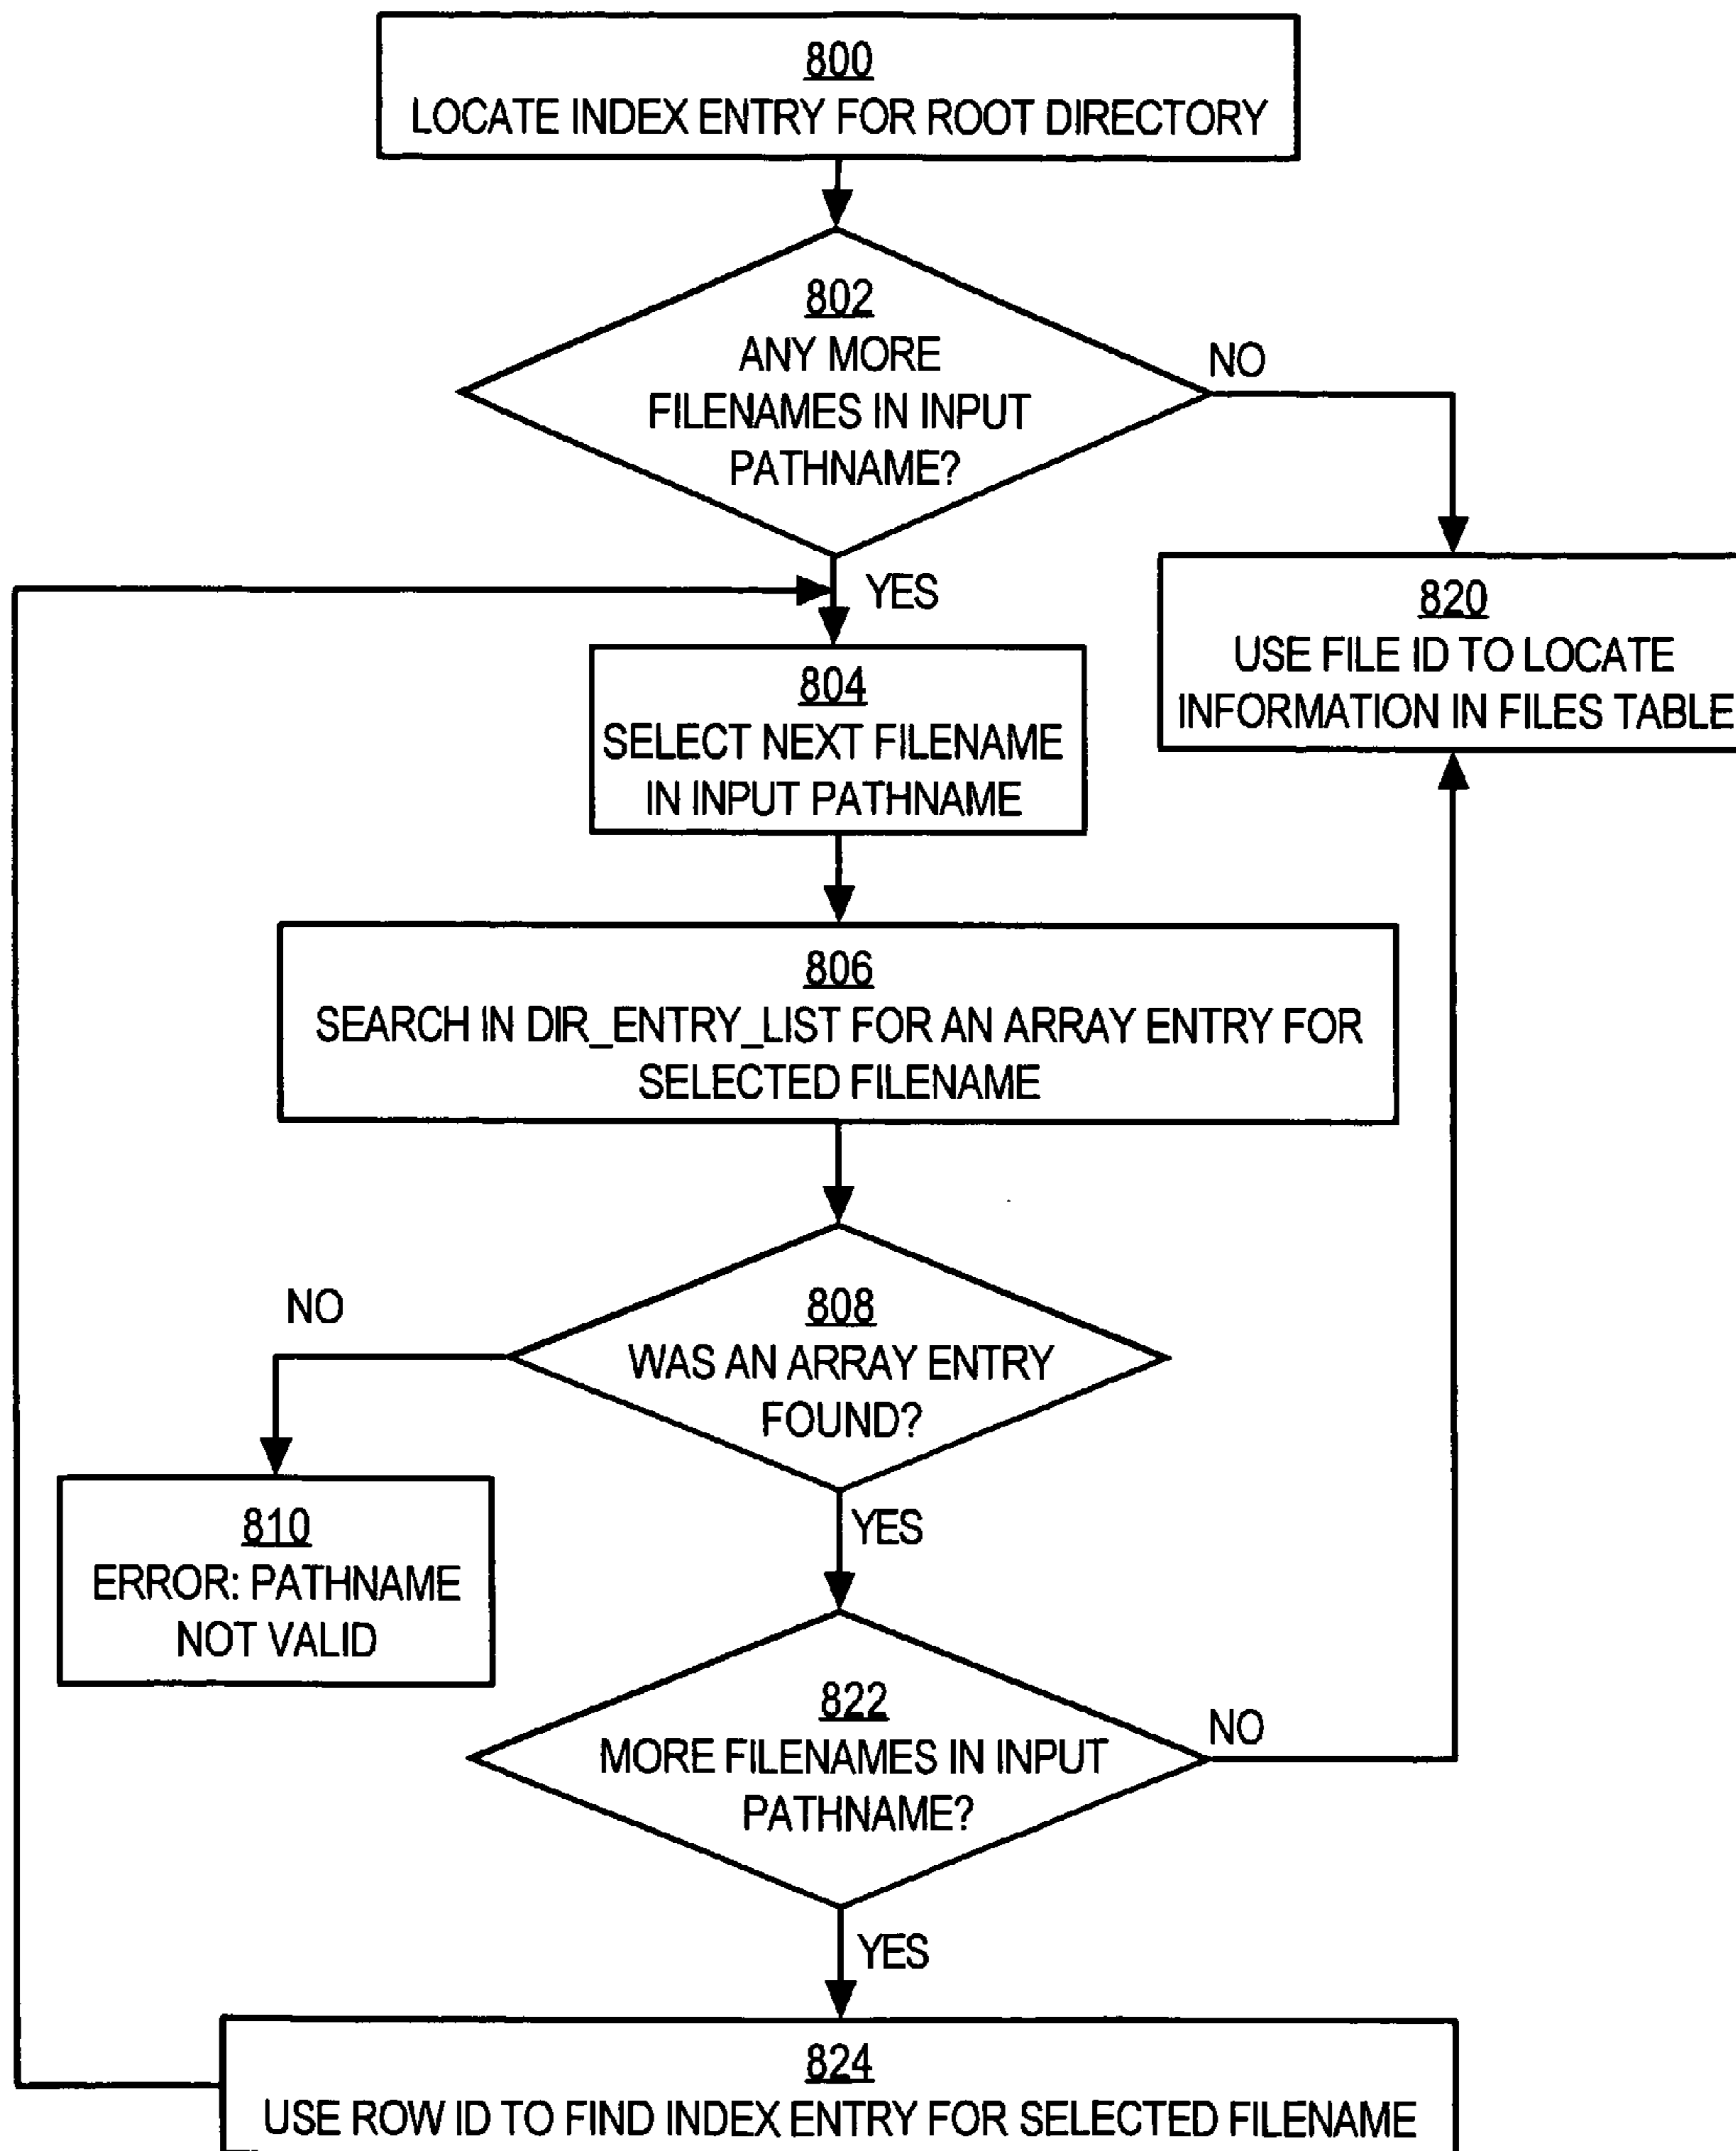 800
LOCATE INDEX ENTRY FOR ROOT DIRECTORY
802
ANY MORE
FILENAMES IN INPUT
PATHNAME?
NO
YES
820
USE FILE ID TO LOCATE
INFORMATION IN FILES TABLE
804
SELECT NEXT FILENAME
IN INPUT PATHNAME
806
SEARCH IN DIR_ENTRY_LIST FOR AN ARRAY ENTRY FOR
SELECTED FILENAME
808
WAS AN ARRAY ENTRY
FOUND?
NO
YES
810
ERROR: PATHNAME
NOT VALID
822
MORE FILENAMES IN INPUT
PATHNAME?
NO
YES
824
USE ROW ID TO FIND INDEX ENTRY FOR SELECTED FILENAME